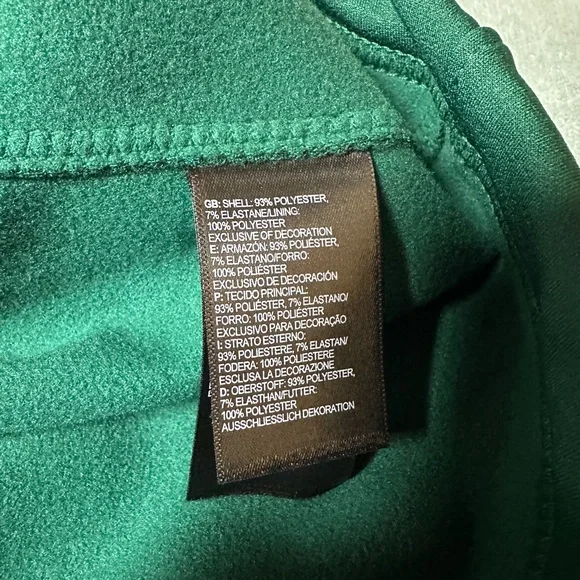 GB: SHELL: 93% POLYESTER,
7% ELASTANE/LINING:
100% POLYESTER
EXCLUSIVE OF DECORATION
E: ARMAZÓN: 93% POLIÉSTER,
7% ELASTANO/FORRO:
100% POLIÉSTER
EXCLUSIVO DE DECORACIÓN
P: TECIDO PRINCIPAL:
93% POLIÉSTER, 7% ELASTANO/
FORRO: 100% POLIÉSTER
EXCLUSIVO PARA DECORAÇÃO
I: STRATO ESTERNO:
93% POLIESTERE, 7% ELASTAN/
FODERA: 100% POLIESTERE
ESCLUSA LA DECORAZIONE
D: OBERSTOFF: 93% POLYESTER,
7% ELASTHAN/FUTTER:
100% POLYESTER
AUSSCHLIESSLICH DEKORATION